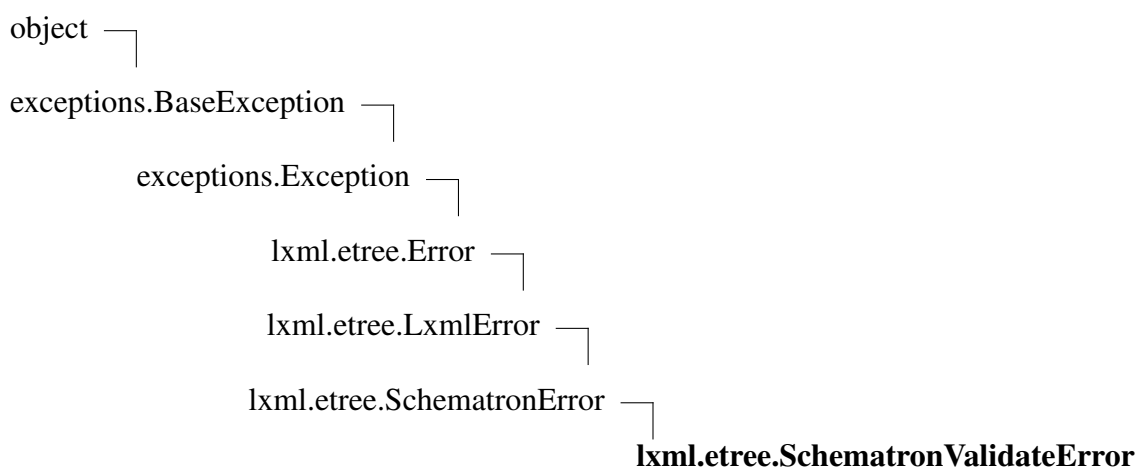 object
exceptions.BaseException
exceptions.Exception
lxml.etree.Error
lxml.etree.LxmlError
lxml.etree.SchematronError
lxml.etree.SchematronValidateError